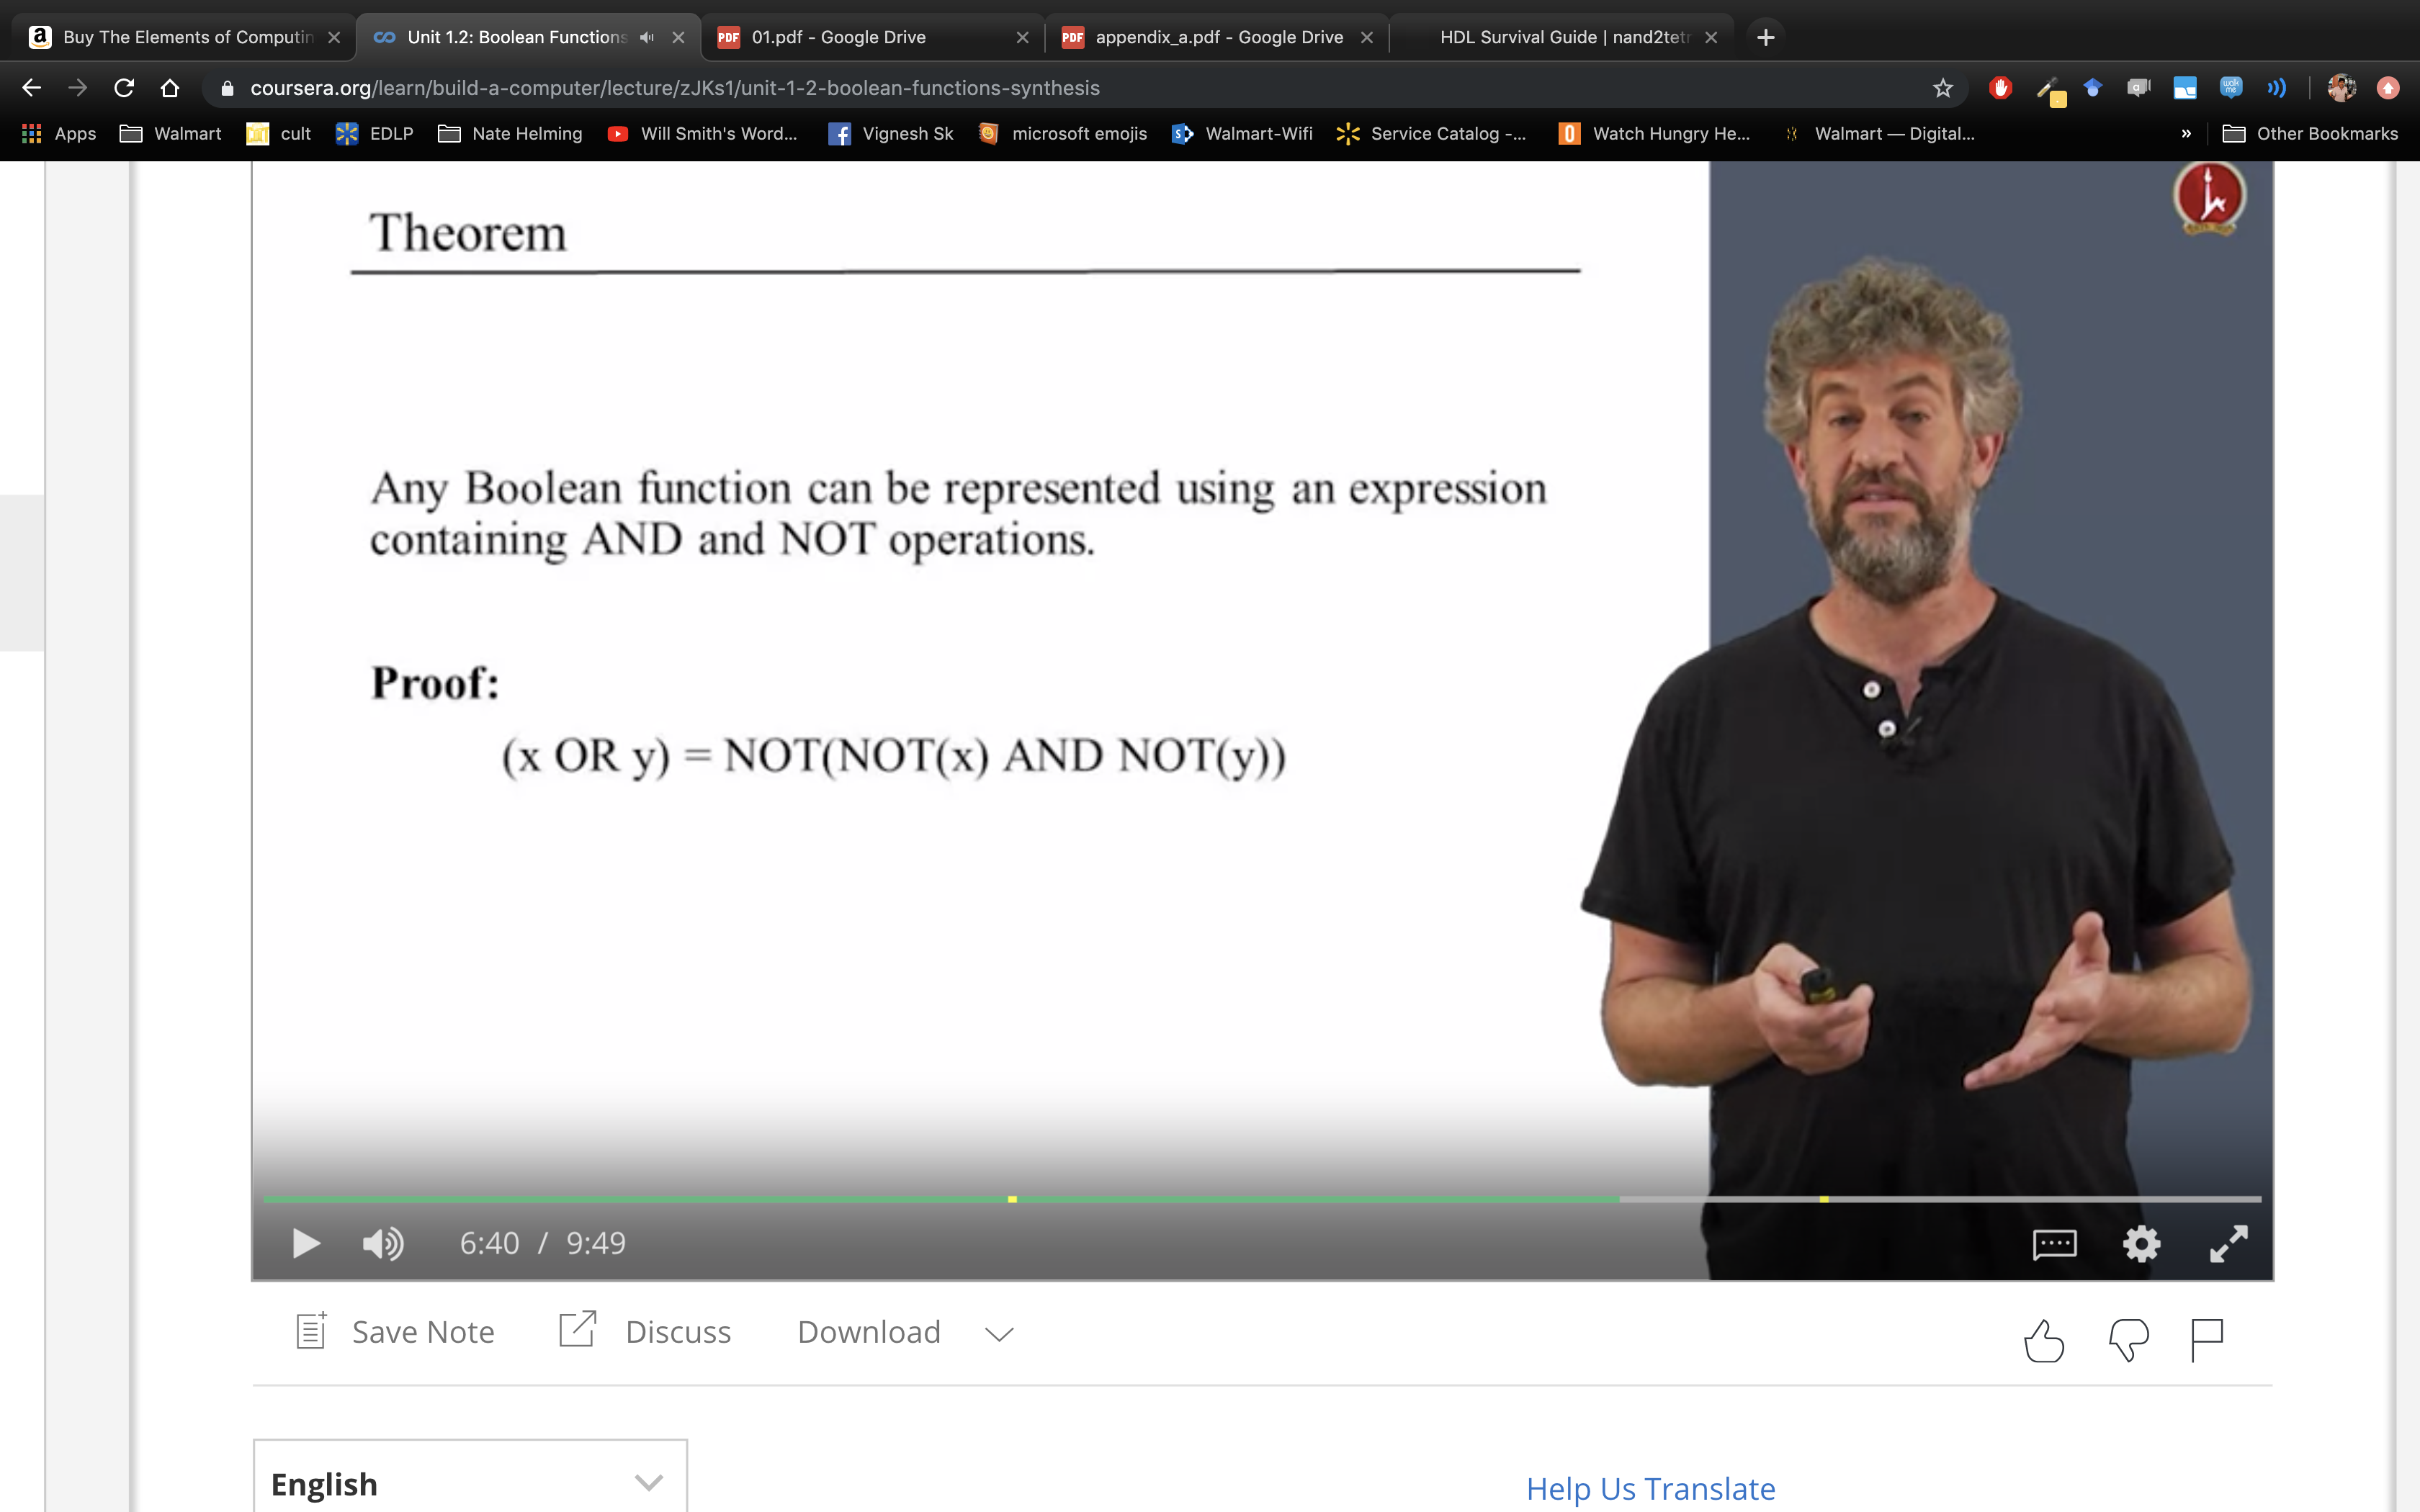 Buy The Elements of Computin
Unit 1.2: Boolean Functions
PDF 01.pdf - Google Drive
PDF appendix_a.pdf - Google Drive
HDL Survival Guide | nand2tetr
coursera.org/learn/build-a-computer/lecture/zJKs1/unit-1-2-boolean-functions-synthesis
Apps Walmart cult EDLP Nate Helming Will Smith's Word... Vignesh Sk microsoft emojis Walmart-Wifi Service Catalog -... Watch Hungry He... Walmart — Digital... » Other Bookmarks
Theorem
Any Boolean function can be represented using an expression
containing AND and NOT operations.
Proof:
(x OR y) = NOT(NOT(x) AND NOT(y))
6:40 / 9:49
Save Note Discuss Download
English
Help Us Translate